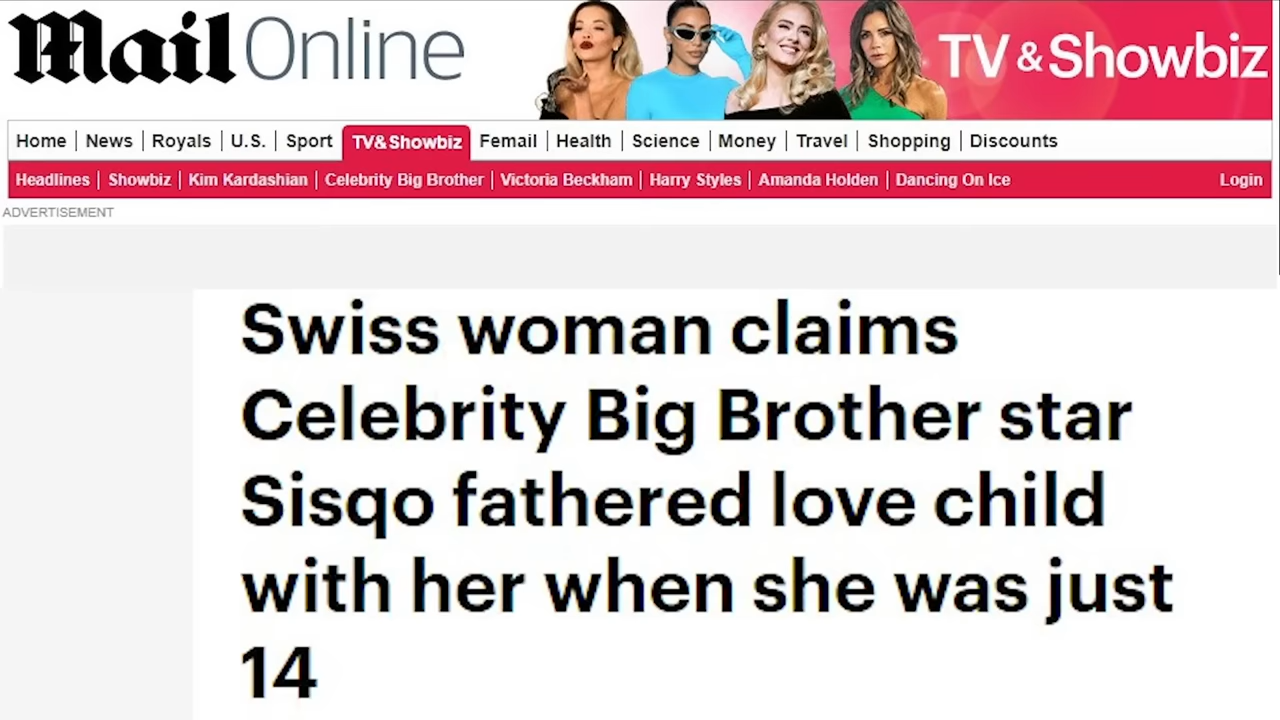 Mail Online
TV & Showbiz
Home News Royals U.S. Sport TV&Showbiz Femail Health Science Money Travel Shopping Discounts
Headlines Showbiz Kim Kardashian Celebrity Big Brother Victoria Beckham Harry Styles Amanda Holden Dancing On Ice Login
ADVERTISEMENT
Swiss woman claims
Celebrity Big Brother star
Sisqo fathered love child
with her when she was just
14